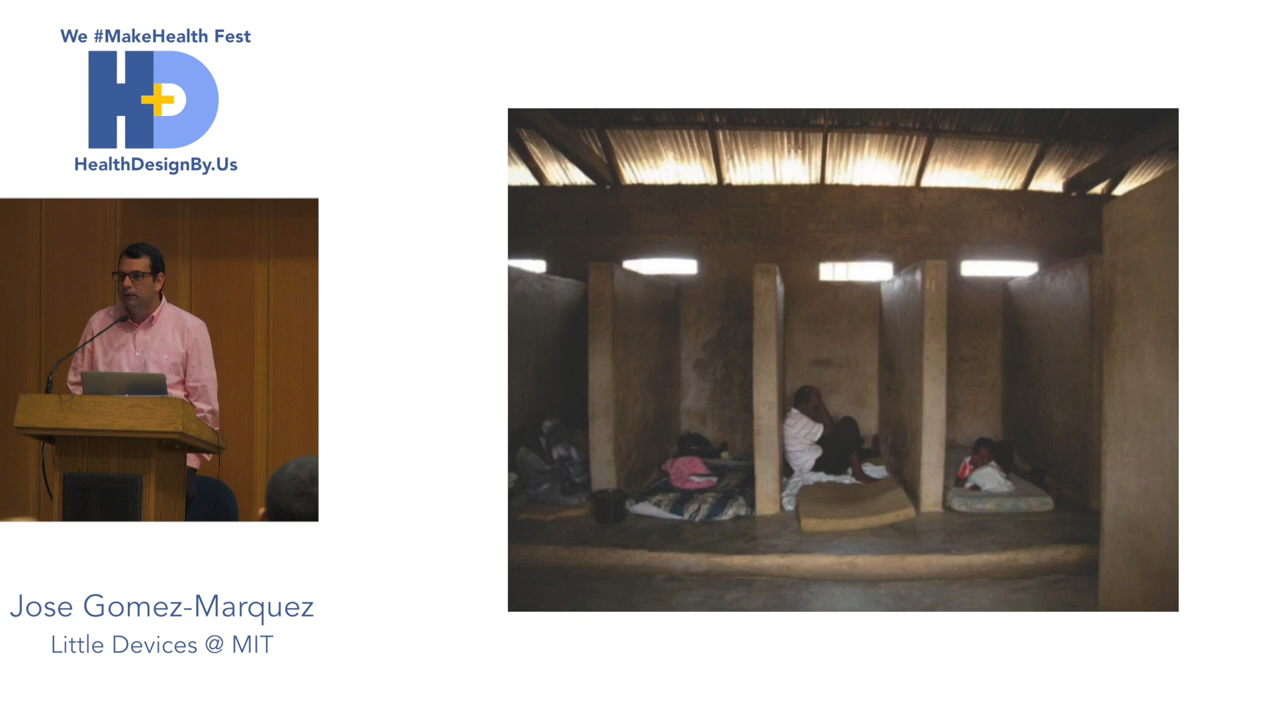 We #MakeHealth Fest
H+D
HealthDesignBy.Us
Jose Gomez-Marquez
Little Devices @ MIT